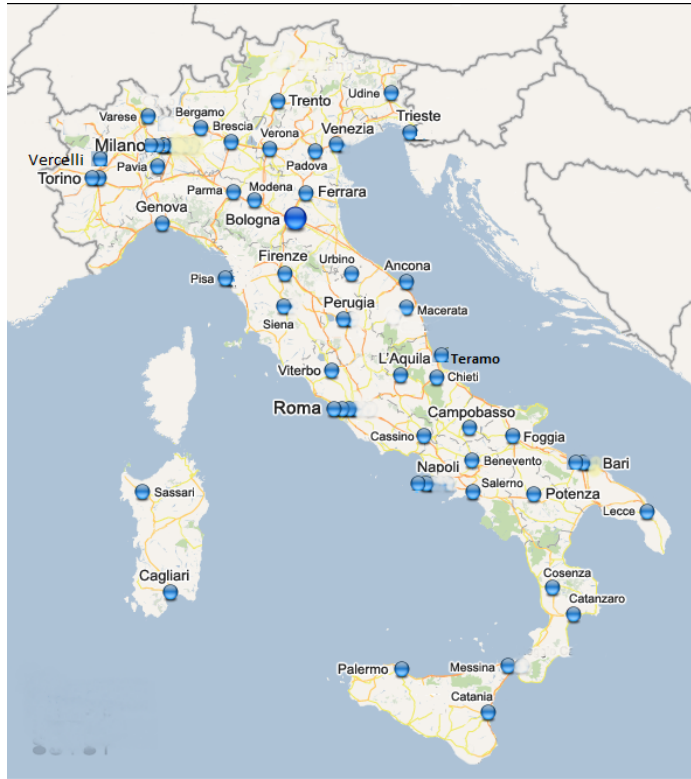 Udine
Trento
Bergamo
Varese
Trieste
Brescia
Verona
Venezia
Milano
Vercelli
Padova
Pavia
Torino
Parma
Modena
Ferrara
Genova
Bologna
Firenze
Urbino
Ancona
Pisa
Perugia
Macerata
Siena
L'Aquila
Teramo
Viterbo
Chieti
Roma
Campobasso
Cassino
Foggia
Benevento
Bari
Napoli
Salerno
Sassari
Potenza
Lecce
Cosenza
Cagliari
Catanzaro
Messina
Palermo
Catania